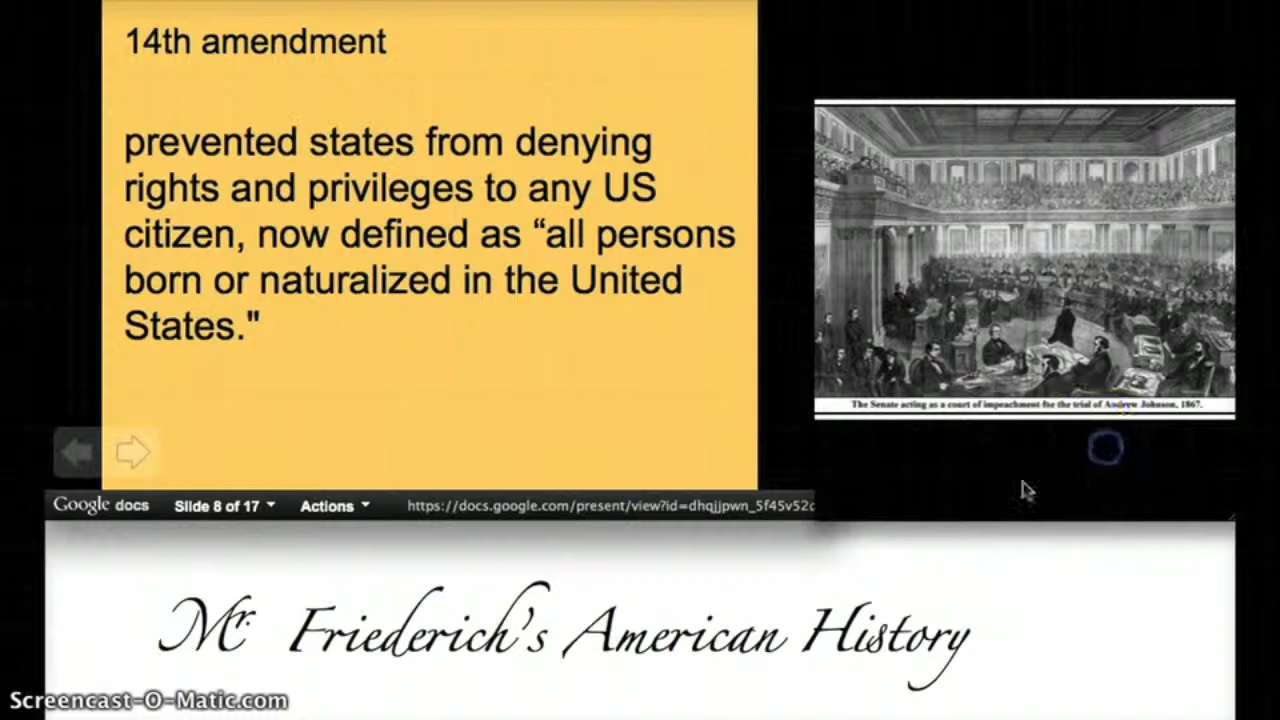 14th amendment
prevented states from denying
rights and privileges to any US
citizen, now defined as “all persons
born or naturalized in the United
States."
The Senate acting as a court of impeachment for the trial of Andrew Johnson, 1867.
Google docs Slide 8 of 17 Actions https://docs.google.com/present/view?id=dhqjjpwn_5f45v52c
Mr. Friederich's American History
Screencast-O-Matic.com